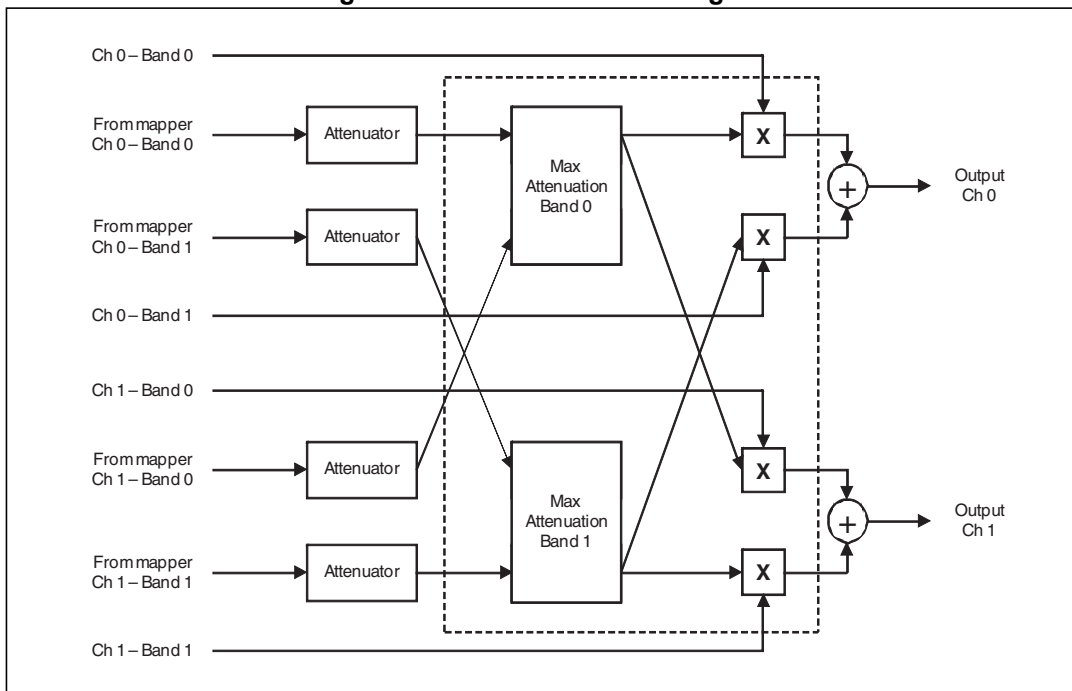 Ch 0 – Band 0
From mapper
Ch 0 – Band 0
Attenuator
Max
Attenuation
Band 0
X
From mapper
Ch 0 – Band 1
Attenuator
X
+
Output
Ch 0
Ch 0 – Band 1
Ch 1 – Band 0
From mapper
Ch 1 – Band 0
Attenuator
Max
Attenuation
Band 1
X
From mapper
Ch 1 – Band 1
Attenuator
X
+
Output
Ch 1
Ch 1 – Band 1